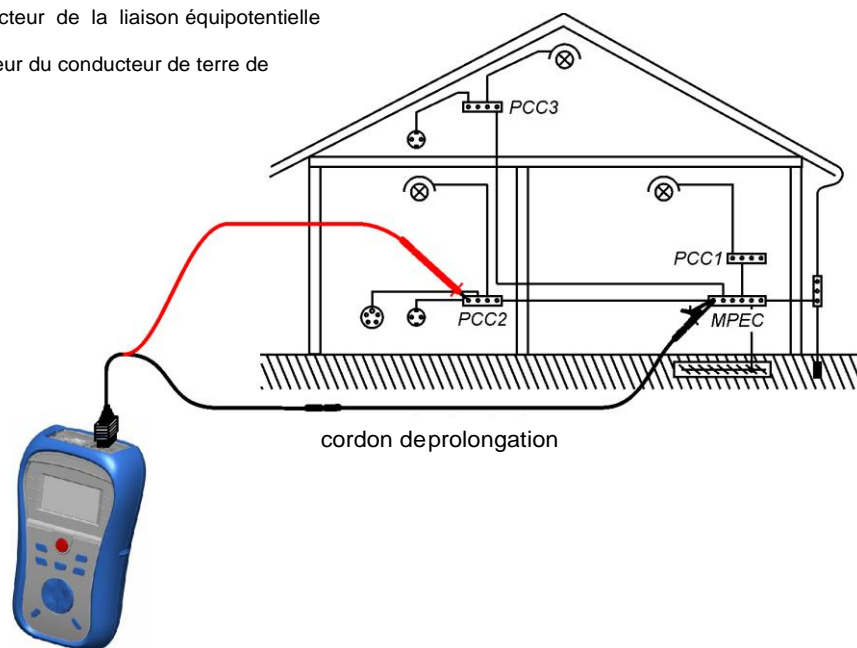 cteur de la liaison équipotentielle
eur du conducteur de terre de
PCC3
PCC1
PCC2
MPEC
cordon deprolongation